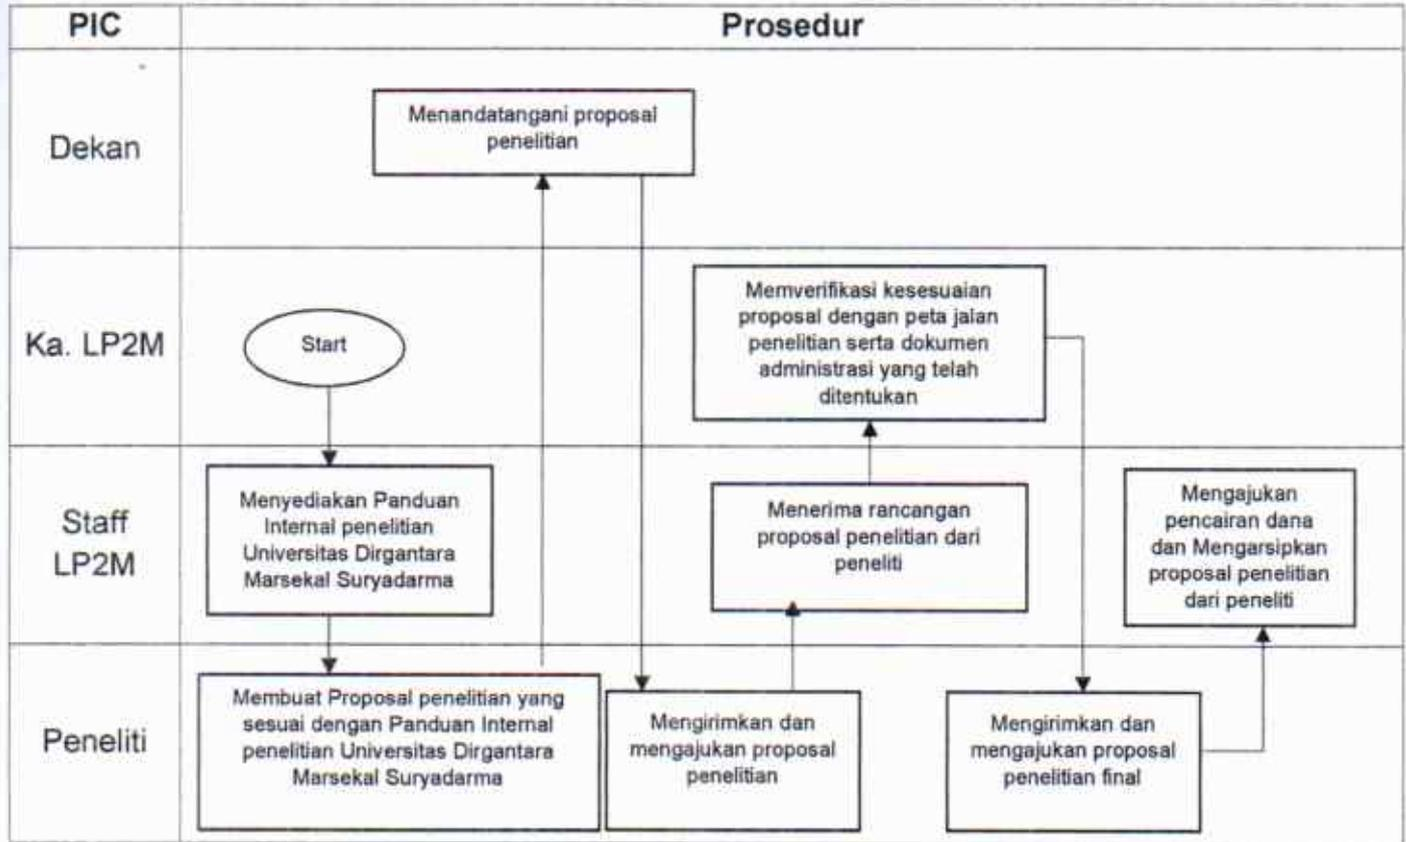 PIC
Prosedur
Dekan
Menandatangani proposal
penelitian
Ka. LP2M
Start
Memverifikasi kesesuaian
proposal dengan peta jalan
penelitian serta dokumen
administrasi yang telah
ditentukan
Staff
LP2M
Menyediakan Panduan
Internal penelitian
Universitas Dirgantara
Marsekal Suryadarma
Menerima rancangan
proposal penelitian dari
peneliti
Mengajukan
pencairan dana
dan Mengarsipkan
proposal penelitian
dari peneliti
Peneliti
Membuat Proposal penelitian yang
sesuai dengan Panduan Internal
penelitian Universitas Dirgantara
Marsekal Suryadarma
Mengirimkan dan
mengajukan proposal
penelitian
Mengirimkan dan
mengajukan proposal
penelitian final